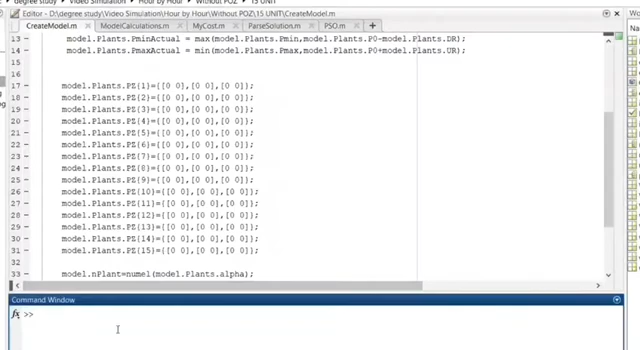 degree study ▸ Video Simulation ▸ Hour by Hour ▸ Without POZ ▸ 15 UNIT
Editor - D:\degree study\Video Simulation\Hour by Hour\Without POZ\15 UNIT\CreateModel.m
CreateModel.m ModelCalculations.m MyCost.m ParseSolution.m PSO.m
13 model.Plants.PminActual = max(model.Plants.Pmin,model.Plants.P0-model.Plants.DR);
14 model.Plants.PmaxActual = min(model.Plants.Pmax,model.Plants.P0+model.Plants.UR);
15
16
17 model.Plants.PZ{1}={[0 0],[0 0],[0 0]};
18 model.Plants.PZ{2}={[0 0],[0 0],[0 0]};
19 model.Plants.PZ{3}={[0 0],[0 0],[0 0]};
20 model.Plants.PZ{4}={[0 0],[0 0],[0 0]};
21 model.Plants.PZ{5}={[0 0],[0 0],[0 0]};
22 model.Plants.PZ{6}={[0 0],[0 0],[0 0]};
23 model.Plants.PZ{7}={[0 0],[0 0],[0 0]};
24 model.Plants.PZ{8}={[0 0],[0 0],[0 0]};
25 model.Plants.PZ{9}={[0 0],[0 0],[0 0]};
26 model.Plants.PZ{10}={[0 0],[0 0],[0 0]};
27 model.Plants.PZ{11}={[0 0],[0 0],[0 0]};
28 model.Plants.PZ{12}={[0 0],[0 0],[0 0]};
29 model.Plants.PZ{13}={[0 0],[0 0],[0 0]};
30 model.Plants.PZ{14}={[0 0],[0 0],[0 0]};
31 model.Plants.PZ{15}={[0 0],[0 0],[0 0]};
32
33 model.nPlant=numel(model.Plants.alpha);
Command Window
fx >>